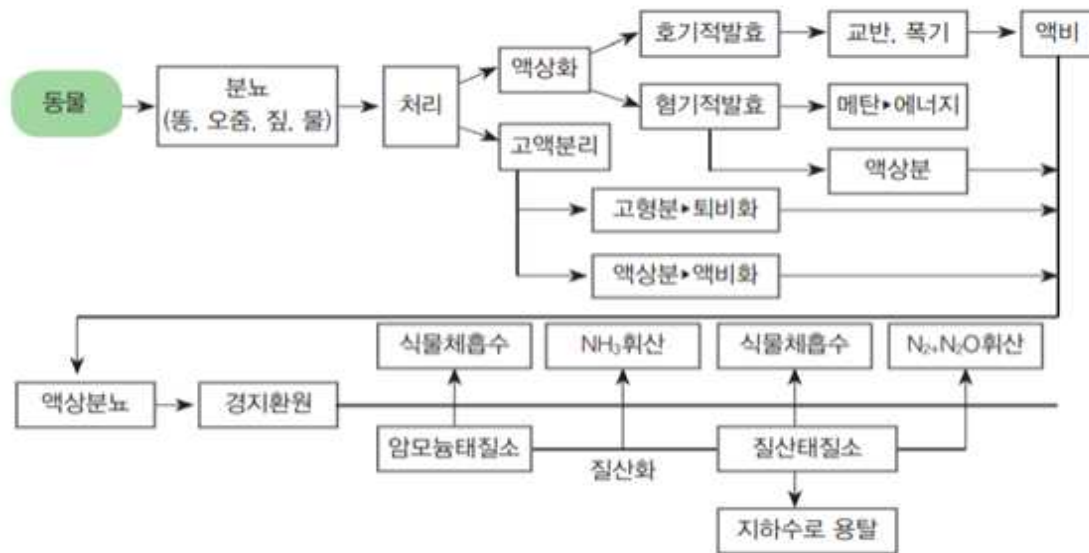 호기적발효
교반, 폭기
액비
액상화
동물
분뇨
(똥, 오줌, 짚, 물)
처리
혐기적발효
메탄▸에너지
고액분리
액상분
고형분▸퇴비화
액상분▸액비화
식물체흡수
NH₃휘산
식물체흡수
N₂+N₂O휘산
액상분뇨
경지환원
암모늄태질소
질산화
질산태질소
지하수로 용탈